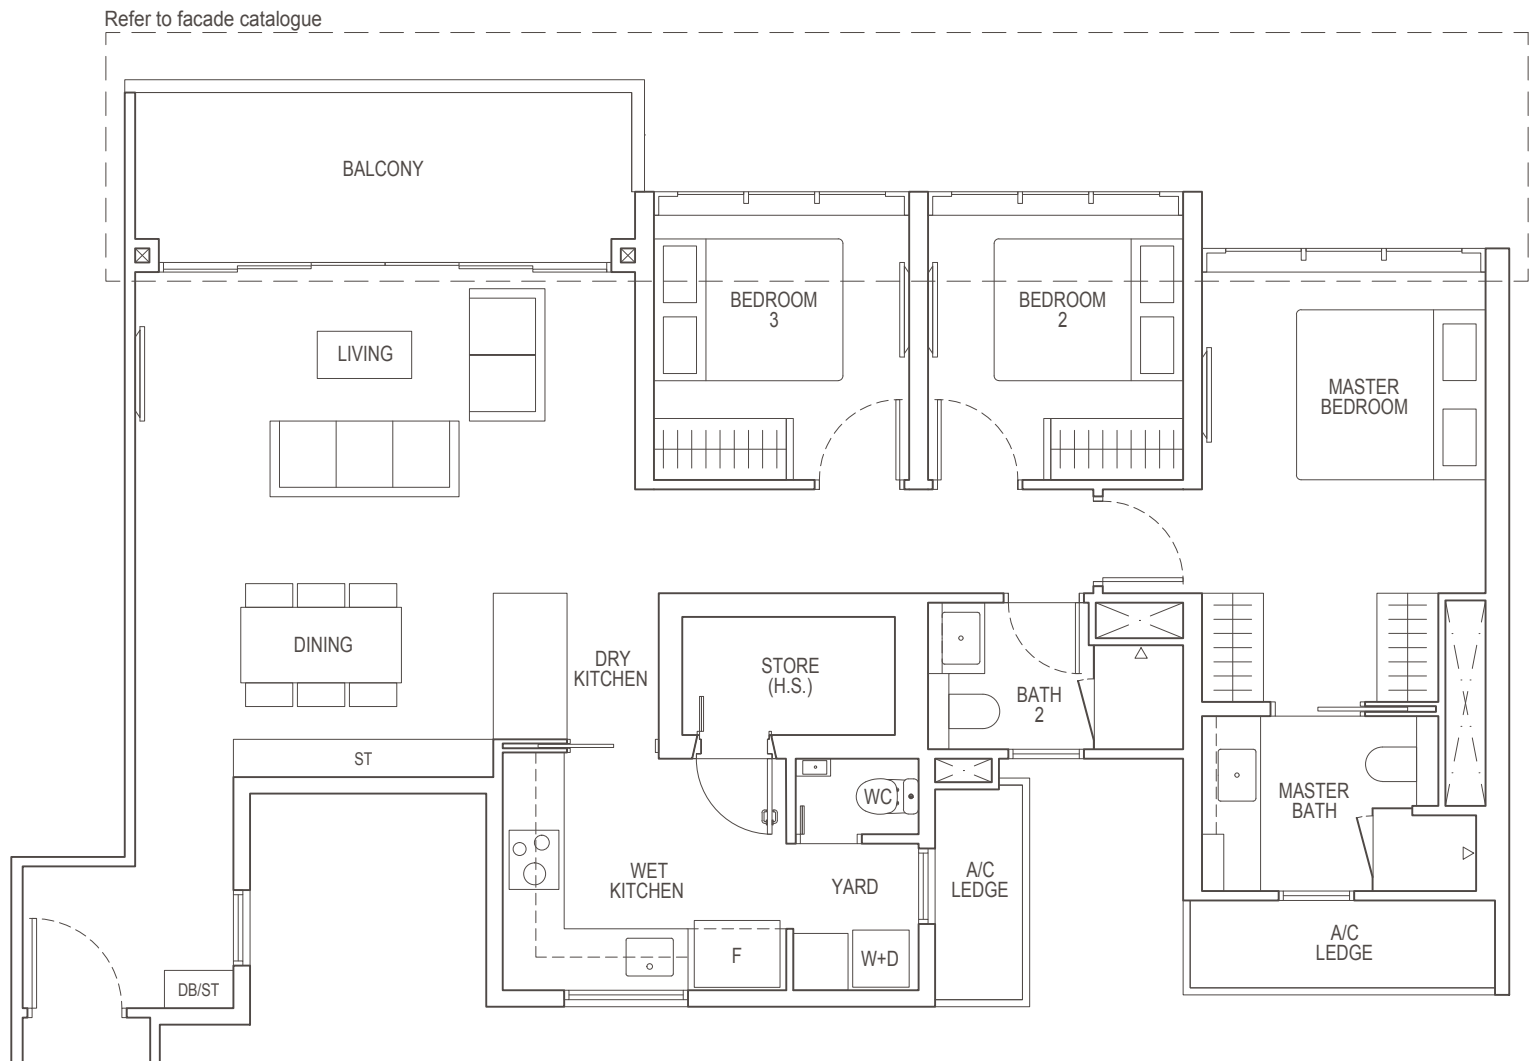 Refer to facade catalogue
BALCONY
BEDROOM
3
BEDROOM
2
LIVING
MASTER
BEDROOM
DINING
DRY
KITCHEN
STORE
(H.S.)
BATH
2
ST
WC
MASTER
BATH
WET
KITCHEN
YARD
A/C
LEDGE
F
W+D
A/C
LEDGE
DB/ST